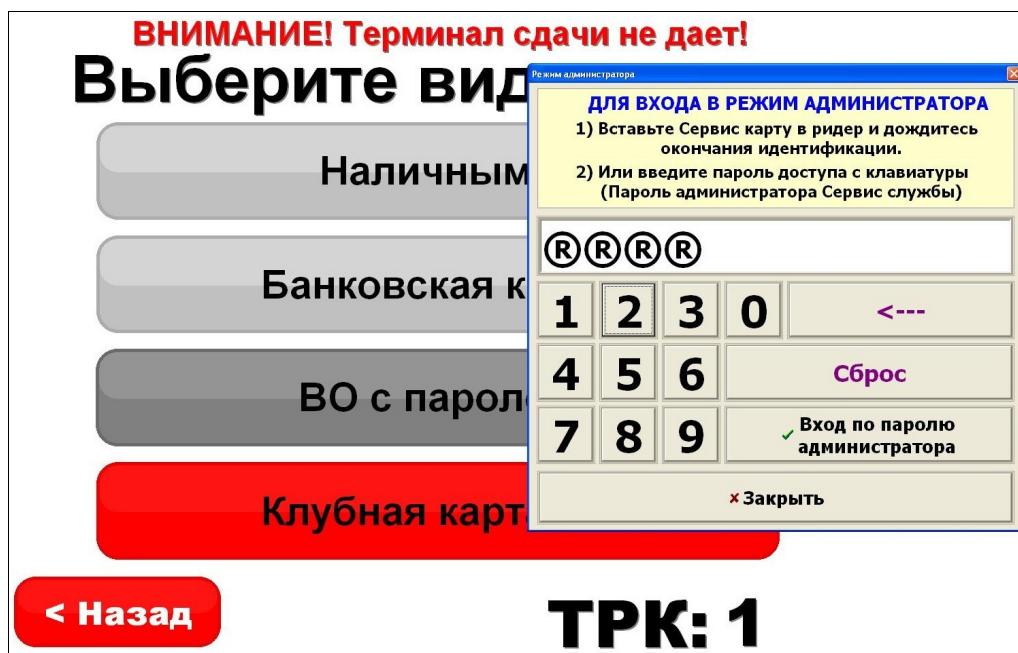 ВНИМАНИЕ! Терминал сдачи не дает!
Выберите вид
Наличным
Банковская к
ВО с парол
Клубная карт
< Назад
ТРК: 1
Режим администратора
ДЛЯ ВХОДА В РЕЖИМ АДМИНИСТРАТОРА
1) Вставьте Сервис карту в ридер и дождитесь
окончания идентификации.
2) Или введите пароль доступа с клавиатуры
(Пароль администратора Сервис службы)
®®®®
1 2 3 0 <---
4 5 6 Сброс
7 8 9 Вход по паролю
администратора
Закрыть